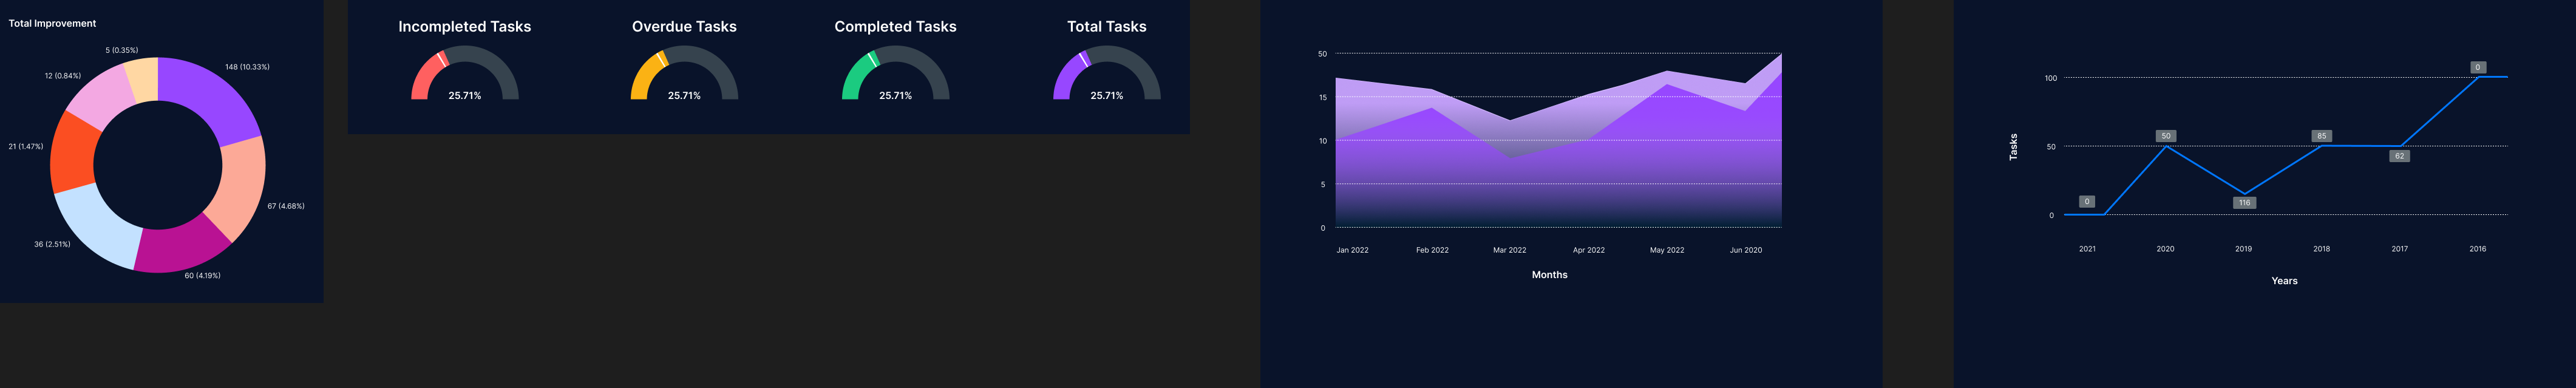 Total Improvement
5 (0.35%)
148 (10.33%)
12 (0.84%)
21 (1.47%)
67 (4.68%)
36 (2.51%)
60 (4.19%)
Incompleted Tasks
25.71%
Overdue Tasks
25.71%
Completed Tasks
25.71%
Total Tasks
25.71%
50
15
10
5
0
Jan 2022 Feb 2022 Mar 2022 Apr 2022 May 2022 Jun 2020
Months
Tasks
100
50
0
0
50
116
85
62
0
2021 2020 2019 2018 2017 2016
Years